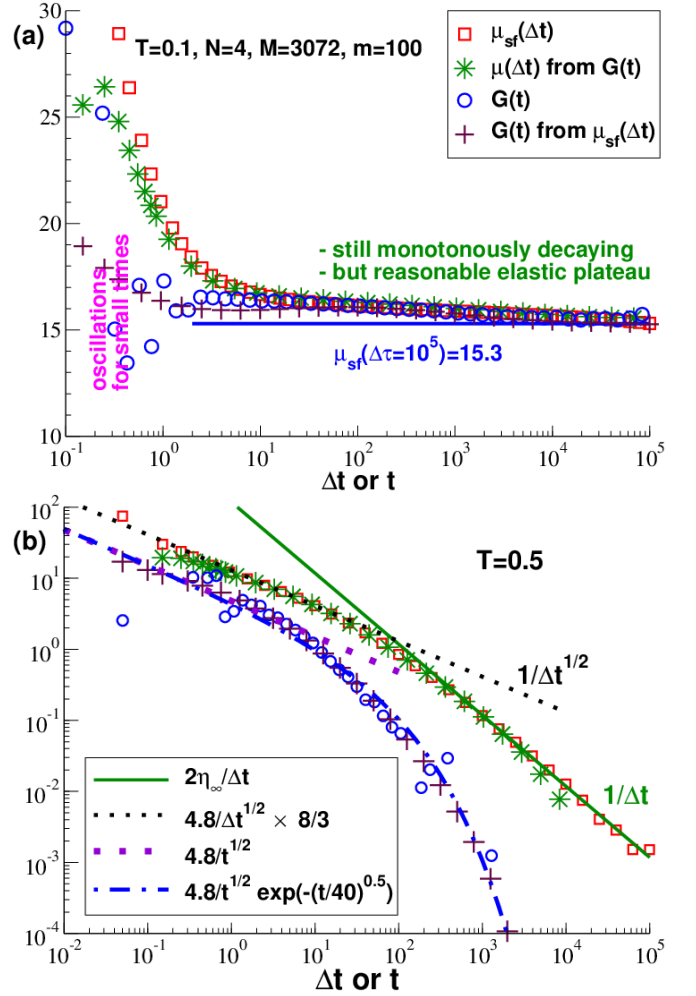 (a)
T=0.1, N=4, M=3072, m=100
μsf(Δt)
μ(Δt) from G(t)
G(t)
G(t) from μsf(Δt)
30
25
20
15
10
- still monotonously decaying
- but reasonable elastic plateau
oscillations
for small times
μsf(Δτ=10^5)=15.3
10^-1
10^0
10^1
10^2
10^3
10^4
10^5
Δt or t
(b)
T=0.5
10^2
10^1
10^0
10^-1
10^-2
10^-3
10^-4
1/Δt^1/2
1/Δt
2η∞/Δt
4.8/Δt^1/2 × 8/3
4.8/t^1/2
4.8/t^1/2 exp(-(t/40)^0.5)
10^-2
10^-1
10^0
10^1
10^2
10^3
10^4
10^5
Δt or t